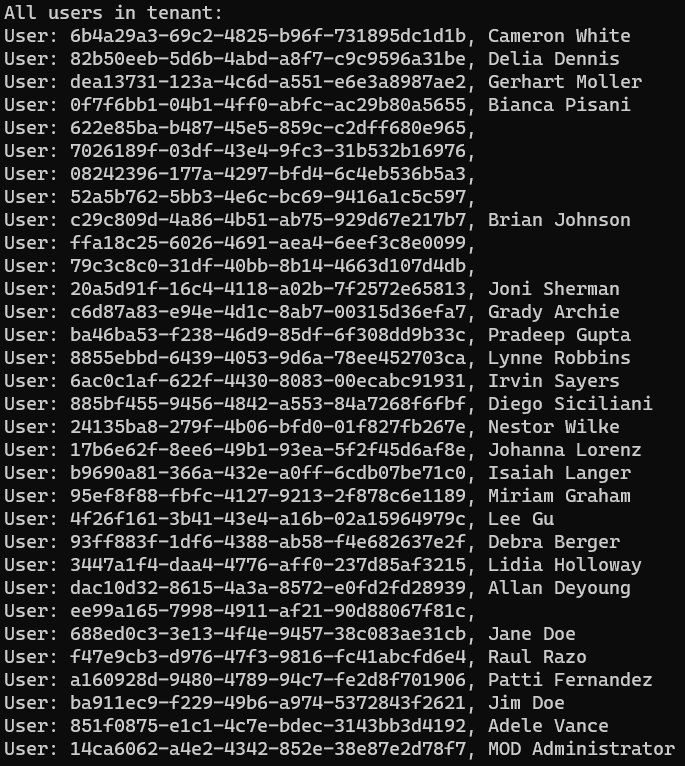 All users in tenant:
User: 6b4a29a3-69c2-4825-b96f-731895dc1d1b, Cameron White
User: 82b50eeb-5d6b-4abd-a8f7-c9c9596a31be, Delia Dennis
User: dea13731-123a-4c6d-a551-e6e3a8987ae2, Gerhart Moller
User: 0f7f6bb1-04b1-4ff0-abfc-ac29b80a5655, Bianca Pisani
User: 622e85ba-b487-45e5-859c-c2dff680e965,
User: 7026189f-03df-43e4-9fc3-31b532b16976,
User: 08242396-177a-4297-bfd4-6c4eb536b5a3,
User: 52a5b762-5bb3-4e6c-bc69-9416a1c5c597,
User: c29c809d-4a86-4b51-ab75-929d67e217b7, Brian Johnson
User: ffa18c25-6026-4691-aea4-6eef3c8e0099,
User: 79c3c8c0-31df-40bb-8b14-4663d107d4db,
User: 20a5d91f-16c4-4118-a02b-7f2572e65813, Joni Sherman
User: c6d87a83-e94e-4d1c-8ab7-00315d36efa7, Grady Archie
User: ba46ba53-f238-46d9-85df-6f308dd9b33c, Pradeep Gupta
User: 8855ebbd-6439-4053-9d6a-78ee452703ca, Lynne Robbins
User: 6ac0c1af-622f-4430-8083-00ecabc91931, Irvin Sayers
User: 885bf455-9456-4842-a553-84a7268f6fbf, Diego Siciliani
User: 24135ba8-279f-4b06-bfd0-01f827fb267e, Nestor Wilke
User: 17b6e62f-8ee6-49b1-93ea-5f2f45d6af8e, Johanna Lorenz
User: b9690a81-366a-432e-a0ff-6cdb07be71c0, Isaiah Langer
User: 95ef8f88-fbfc-4127-9213-2f878c6e1189, Miriam Graham
User: 4f26f161-3b41-43e4-a16b-02a15964979c, Lee Gu
User: 93ff883f-1df6-4388-ab58-f4e682637e2f, Debra Berger
User: 3447a1f4-daa4-4776-aff0-237d85af3215, Lidia Holloway
User: dac10d32-8615-4a3a-8572-e0fd2fd28939, Allan Deyoung
User: ee99a165-7998-4911-af21-90d88067f81c,
User: 688ed0c3-3e13-4f4e-9457-38c083ae31cb, Jane Doe
User: f47e9cb3-d976-47f3-9816-fc41abcfd6e4, Raul Razo
User: a160928d-9480-4789-94c7-fe2d8f701906, Patti Fernandez
User: ba911ec9-f229-49b6-a974-5372843f2621, Jim Doe
User: 851f0875-e1c1-4c7e-bdec-3143bb3d4192, Adele Vance
User: 14ca6062-a4e2-4342-852e-38e87e2d78f7, MOD Administrator